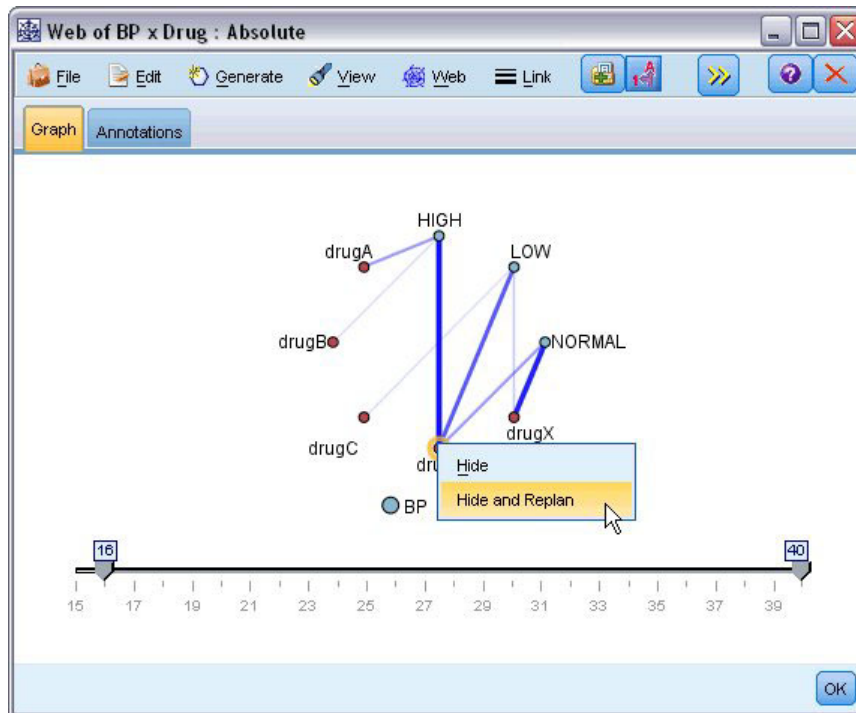 Web of BP x Drug : Absolute
File Edit Generate View Web Link
Graph Annotations
HIGH
drugA LOW
drugB NORMAL
drugC drugX
Hide
BP Hide and Replan
16 40
15 17 19 21 23 25 27 29 31 33 35 37 39
OK